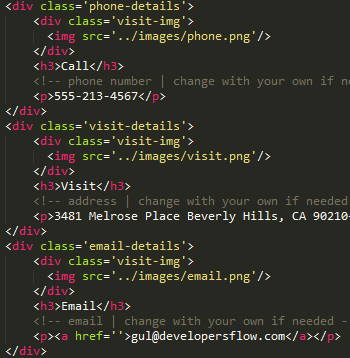 <div class='phone-details'>
<div class='visit-img'>
<img src='../images/phone.png'/>
</div>
<h3>Call</h3>
<!-- phone number | change with your own if ne
<p>555-213-4567</p>
</div>
<div class='visit-details'>
<div class='visit-img'>
<img src='../images/visit.png'/>
</div>
<h3>Visit</h3>
<!-- address | change with your own if needed
<p>3481 Melrose Place Beverly Hills, CA 90210-
<div class='email-details'>
<div class='visit-img'>
<img src='../images/email.png'/>
</div>
<h3>Email</h3>
<!-- email | change with your own if needed -
<p><a href=''>gul@developersflow.com</a></p>
</div>